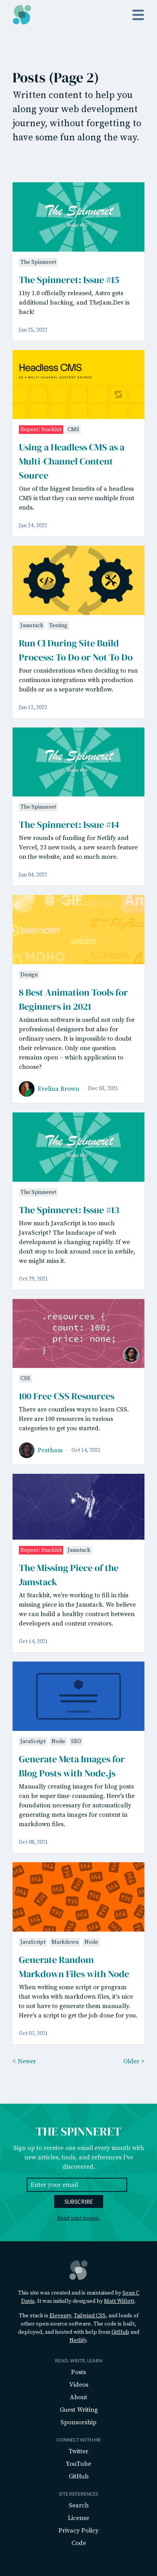 Posts (Page 2)
Written content to help you along
your web development
journey, without forgetting to
have some fun along the way.
The Spinneret
The Spinneret
The Spinneret: Issue #15
11ty 1.0 officially released, Astro gets
additional backing, and TheJam.Dev is
back!
Jan 25, 2022
Headless CMS
Repost: Stackbit CMS
Using a Headless CMS as a
Multi-Channel Content
Source
One of the biggest benefits of a headless
CMS is that they can serve multiple front
ends.
Jan 24, 2022
Jamstack Testing
Run CI During Site Build
Process: To Do or Not To Do
Four considerations when deciding to run
continuous integrations with production
builds or as a separate workflow.
Jan 12, 2022
The Spinneret
The Spinneret
The Spinneret: Issue #14
New rounds of funding for Netlify and
Vercel, 23 new tools, a new search feature
on the website, and so much more.
Jan 04, 2022
GIF
blender
FlipBo
wideo
MOHO
Design
8 Best Animation Tools for
Beginners in 2021
Animation software is useful not only for
professional designers but also for
ordinary users. It is impossible to doubt
their relevance. Only one question
remains open – which application to
choose?
Evelina Brown · Dec 03, 2021
The Spinneret
The Spinneret
The Spinneret: Issue #13
How much JavaScript is too much
JavaScript? The landscape of web
development is changing rapidly. If we
don't stop to look around once in awhile,
we might miss it.
Oct 29, 2021
.resources {
count: 100;
price: none;
}
CSS
100 Free CSS Resources
There are countless ways to learn CSS.
Here are 100 resources in various
categories to get you started.
Pratham · Oct 14, 2021
Repost: Stackbit Jamstack
The Missing Piece of the
Jamstack
At Stackbit, we're working to fill in this
missing piece in the Jamstack. We believe
we can build a healthy contract between
developers and content creators.
Oct 14, 2021
JavaScript Node SEO
Generate Meta Images for
Blog Posts with Node.js
Manually creating images for blog posts
can be super time-consuming. Here's the
foundation necessary for automatically
generating meta images for content in
markdown files.
Oct 08, 2021
JavaScript Markdown Node
Generate Random
Markdown Files with Node
When writing some script or program
that works with markdown files, it's nice
to not have to generate them manually.
Here's a script to get the job done for you.
Oct 07, 2021
< Newer Older >
THE SPINNERET
Sign up to receive one email every month with
new articles, tools, and references I've
discovered.
Enter your email
SUBSCRIBE
Read past issues.
This site was created and is maintained by Sean C
Davis. It was initially designed by Matt Willett.
The stack is Eleventy, Tailwind CSS, and loads of
other open-source software. The code is built,
deployed, and hosted with help from GitHub and
Netlify.
READ, WRITE, LEARN
Posts
Videos
About
Guest Writing
Sponsorship
CONNECT WITH ME
Twitter
YouTube
GitHub
SITE REFERENCES
Search
License
Privacy Policy
Code